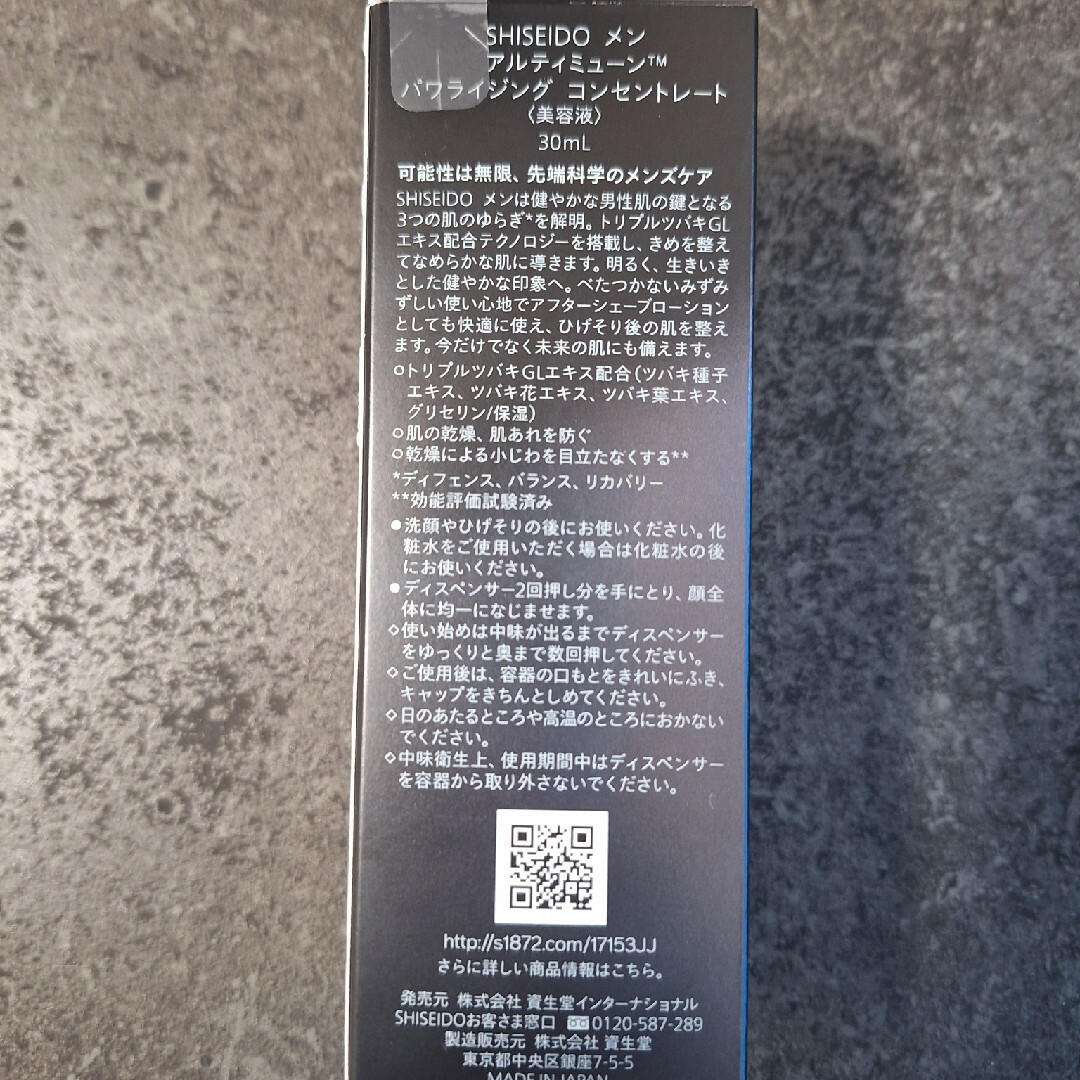 SHISEIDO メン
アルティミューン™
パワライジング コンセントレート
〈美容液〉
30mL
可能性は無限、先端科学のメンズケア
SHISEIDO メンは健やかな男性肌の鍵となる
3つの肌のゆらぎ*を解明。トリプルツバキGL
エキス配合テクノロジーを搭載し、きめを整え
てなめらかな肌に導きます。明るく、生きいき
とした健やかな印象へ。べたつかないみずみ
ずしい使い心地でアフターシェーブローション
としても快適に使え、ひげそり後の肌を整え
ます。今だけでなく未来の肌にも備えます。
○トリプルツバキGLエキス配合(ツバキ種子
エキス、ツバキ花エキス、ツバキ葉エキス、
グリセリン/保湿)
○肌の乾燥、肌あれを防ぐ
○乾燥による小じわを目立たなくする**
*ディフェンス、バランス、リカバリー
**効能評価試験済み
●洗顔やひげそりの後にお使いください。化
粧水をご使用いただく場合は化粧水の後
にお使いください。
●ディスペンサー2回押し分を手にとり、顔全
体に均一になじませます。
◇使い始めは中味が出るまでディスペンサー
をゆっくりと奥まで数回押してください。
◇ご使用後は、容器の口もとをきれいにふき、
キャップをきちんとしめてください。
◇日のあたるところや高温のところにおかない
でください。
◇中味衛生上、使用期間中はディスペンサー
を容器から取り外さないでください。
http://s1872.com/17153JJ
さらに詳しい商品情報はこちら。
発売元 株式会社 資生堂インターナショナル
SHISEIDOお客さま窓口 0120-587-289
製造販売元 株式会社 資生堂
東京都中央区銀座7-5-5
MADE IN JAPAN